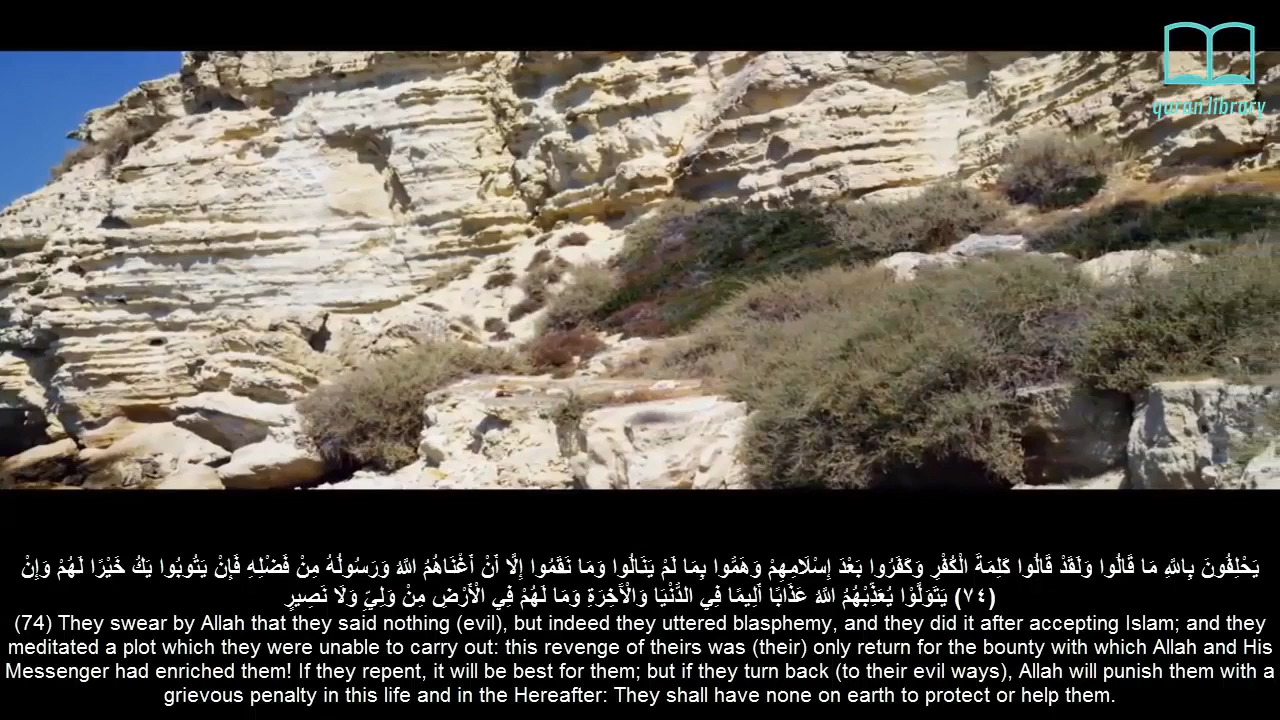 quran library
يَحْلِفُونَ بِاللَّهِ مَا قَالُوا وَلَقَدْ قَالُوا كَلِمَةَ الْكُفْرِ وَكَفَرُوا بَعْدَ إِسْلَامِهِمْ وَهَمُّوا بِمَا لَمْ يَنَالُوا وَمَا نَقَمُوا إِلَّا أَنْ أَغْنَاهُمُ اللَّهُ وَرَسُولُهُ مِنْ فَضْلِهِ فَإِنْ يَتُوبُوا يَكُ خَيْرًا لَهُمْ وَإِنْ
يَتَوَلَّوْا يُعَذِّبْهُمُ اللَّهُ عَذَابًا أَلِيمًا فِي الدُّنْيَا وَالْآخِرَةِ وَمَا لَهُمْ فِي الْأَرْضِ مِنْ وَلِيٍّ وَلَا نَصِيرٍ (٧٤)
(74) They swear by Allah that they said nothing (evil), but indeed they uttered blasphemy, and they did it after accepting Islam; and they
meditated a plot which they were unable to carry out: this revenge of theirs was (their) only return for the bounty with which Allah and His
Messenger had enriched them! If they repent, it will be best for them; but if they turn back (to their evil ways), Allah will punish them with a
grievous penalty in this life and in the Hereafter: They shall have none on earth to protect or help them.